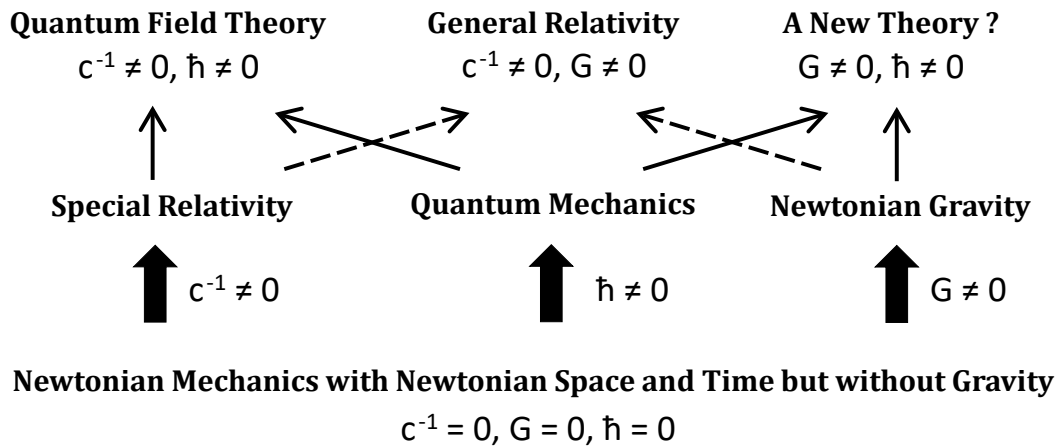 Quantum Field Theory
c⁻¹ ≠ 0, ħ ≠ 0
General Relativity
c⁻¹ ≠ 0, G ≠ 0
A New Theory ?
G ≠ 0, ħ ≠ 0
Special Relativity
Quantum Mechanics
Newtonian Gravity
c⁻¹ ≠ 0
ħ ≠ 0
G ≠ 0
Newtonian Mechanics with Newtonian Space and Time but without Gravity
c⁻¹ = 0, G = 0, ħ = 0